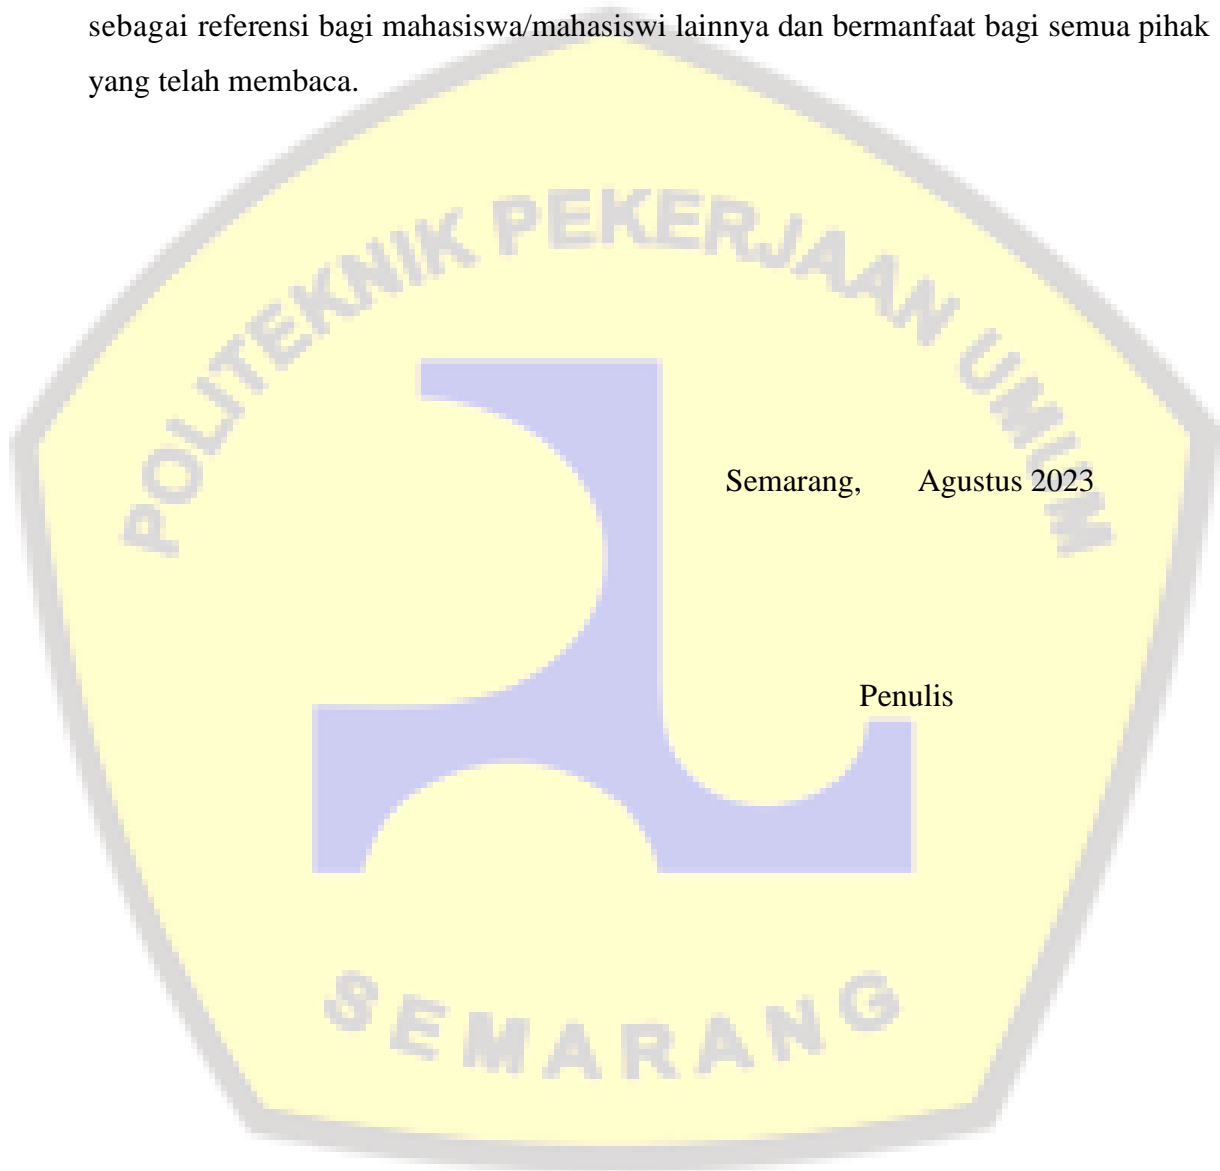 sebagai referensi bagi mahasiswa/mahasiswi lainnya dan bermanfaat bagi semua pihak
yang telah membaca.
POLITEKNIK PEKERJAAN UMUM
Semarang, Agustus 2023
Penulis
SEMARANG